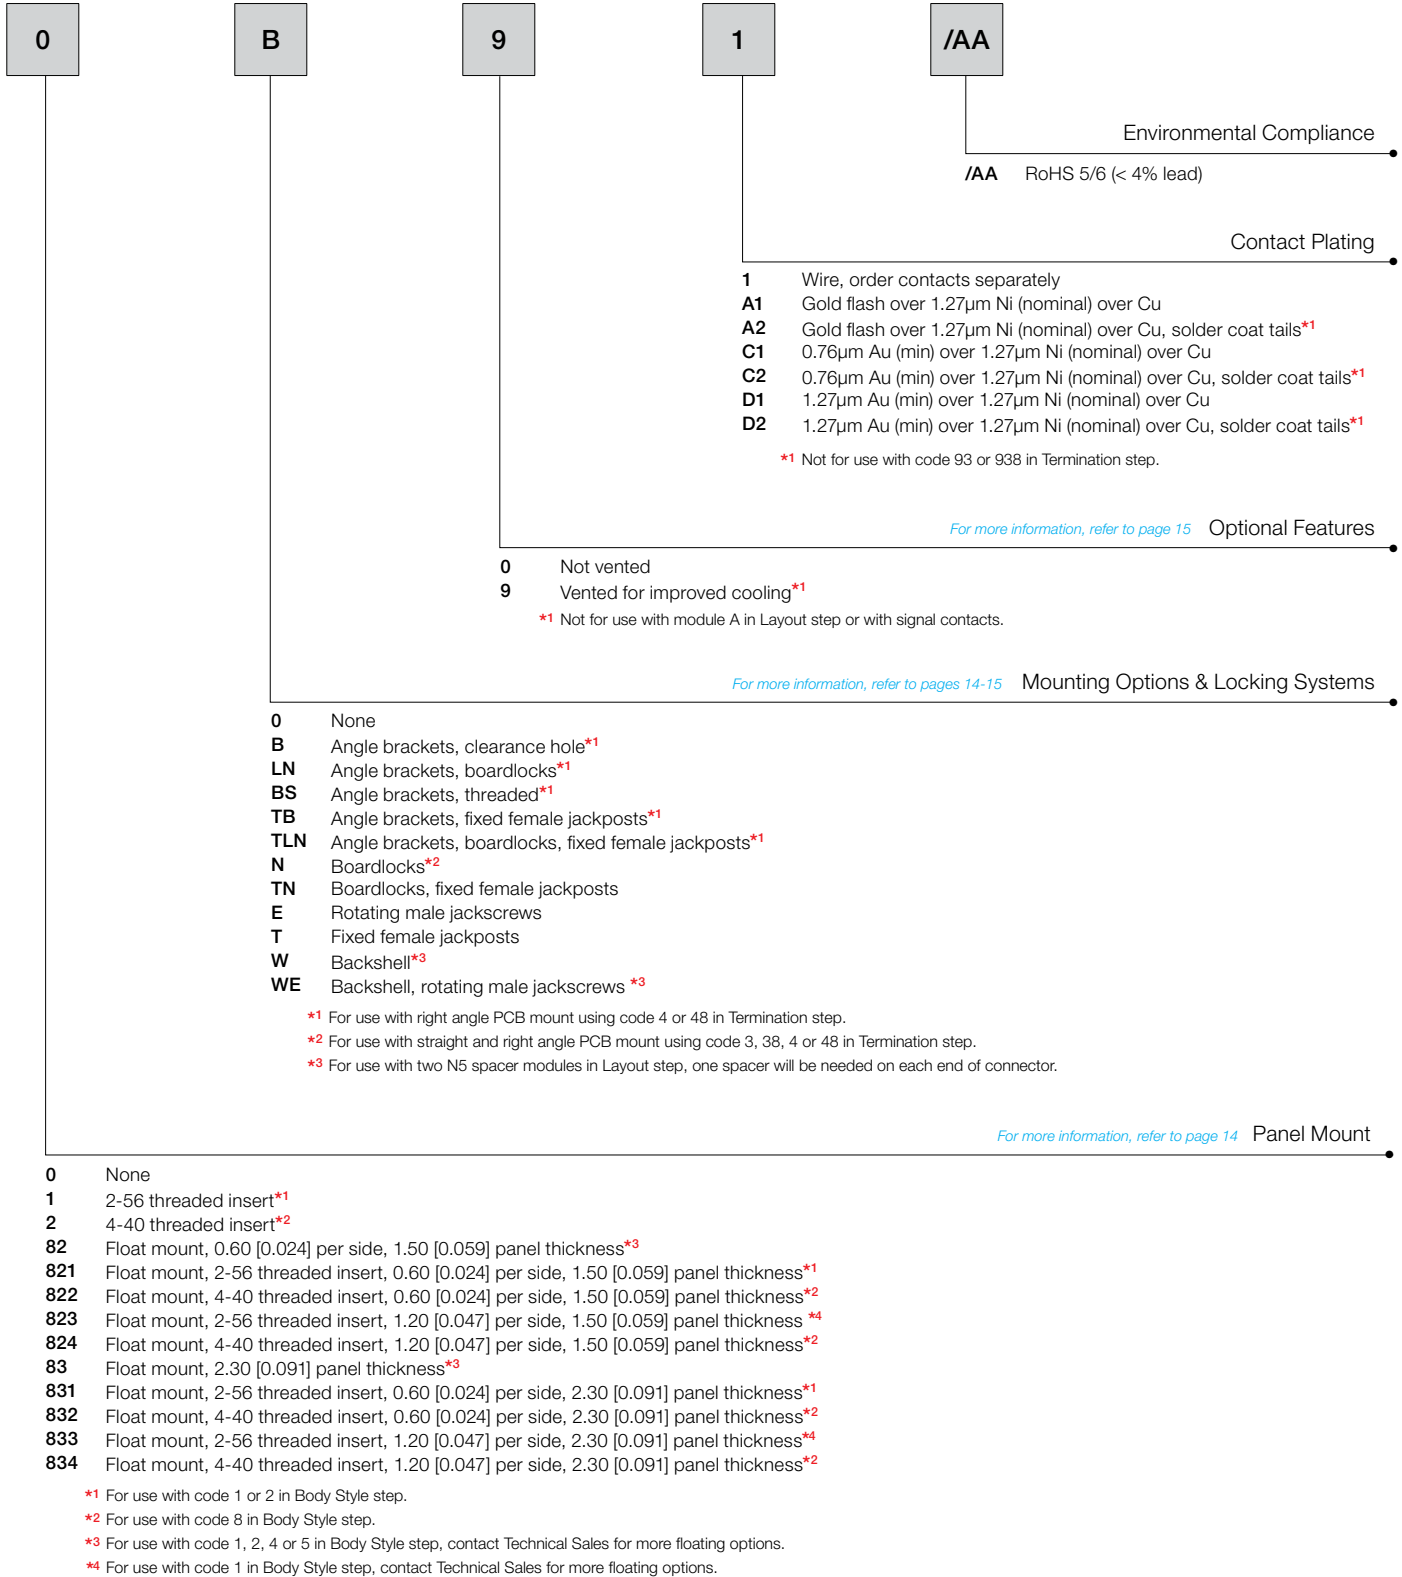 0 B 9 1 /AA
Environmental Compliance
/AA RoHS 5/6 (< 4% lead)
Contact Plating
1 Wire, order contacts separately
A1 Gold flash over 1.27µm Ni (nominal) over Cu
A2 Gold flash over 1.27µm Ni (nominal) over Cu, solder coat tails*1
C1 0.76µm Au (min) over 1.27µm Ni (nominal) over Cu
C2 0.76µm Au (min) over 1.27µm Ni (nominal) over Cu, solder coat tails*1
D1 1.27µm Au (min) over 1.27µm Ni (nominal) over Cu
D2 1.27µm Au (min) over 1.27µm Ni (nominal) over Cu, solder coat tails*1
*1 Not for use with code 93 or 938 in Termination step.
For more information, refer to page 15 Optional Features
0 Not vented
9 Vented for improved cooling*1
*1 Not for use with module A in Layout step or with signal contacts.
For more information, refer to pages 14-15 Mounting Options & Locking Systems
0 None
B Angle brackets, clearance hole*1
LN Angle brackets, boardlocks*1
BS Angle brackets, threaded*1
TB Angle brackets, fixed female jackposts*1
TLN Angle brackets, boardlocks, fixed female jackposts*1
N Boardlocks*2
TN Boardlocks, fixed female jackposts
E Rotating male jackscrews
T Fixed female jackposts
W Backshell*3
WE Backshell, rotating male jackscrews *3
*1 For use with right angle PCB mount using code 4 or 48 in Termination step.
*2 For use with straight and right angle PCB mount using code 3, 38, 4 or 48 in Termination step.
*3 For use with two N5 spacer modules in Layout step, one spacer will be needed on each end of connector.
For more information, refer to page 14 Panel Mount
0 None
1 2-56 threaded insert*1
2 4-40 threaded insert*2
82 Float mount, 0.60 [0.024] per side, 1.50 [0.059] panel thickness*3
821 Float mount, 2-56 threaded insert, 0.60 [0.024] per side, 1.50 [0.059] panel thickness*1
822 Float mount, 4-40 threaded insert, 0.60 [0.024] per side, 1.50 [0.059] panel thickness*2
823 Float mount, 2-56 threaded insert, 1.20 [0.047] per side, 1.50 [0.059] panel thickness *4
824 Float mount, 4-40 threaded insert, 1.20 [0.047] per side, 1.50 [0.059] panel thickness*2
83 Float mount, 2.30 [0.091] panel thickness*3
831 Float mount, 2-56 threaded insert, 0.60 [0.024] per side, 2.30 [0.091] panel thickness*1
832 Float mount, 4-40 threaded insert, 0.60 [0.024] per side, 2.30 [0.091] panel thickness*2
833 Float mount, 2-56 threaded insert, 1.20 [0.047] per side, 2.30 [0.091] panel thickness*4
834 Float mount, 4-40 threaded insert, 1.20 [0.047] per side, 2.30 [0.091] panel thickness*2
*1 For use with code 1 or 2 in Body Style step.
*2 For use with code 8 in Body Style step.
*3 For use with code 1, 2, 4 or 5 in Body Style step, contact Technical Sales for more floating options.
*4 For use with code 1 in Body Style step, contact Technical Sales for more floating options.